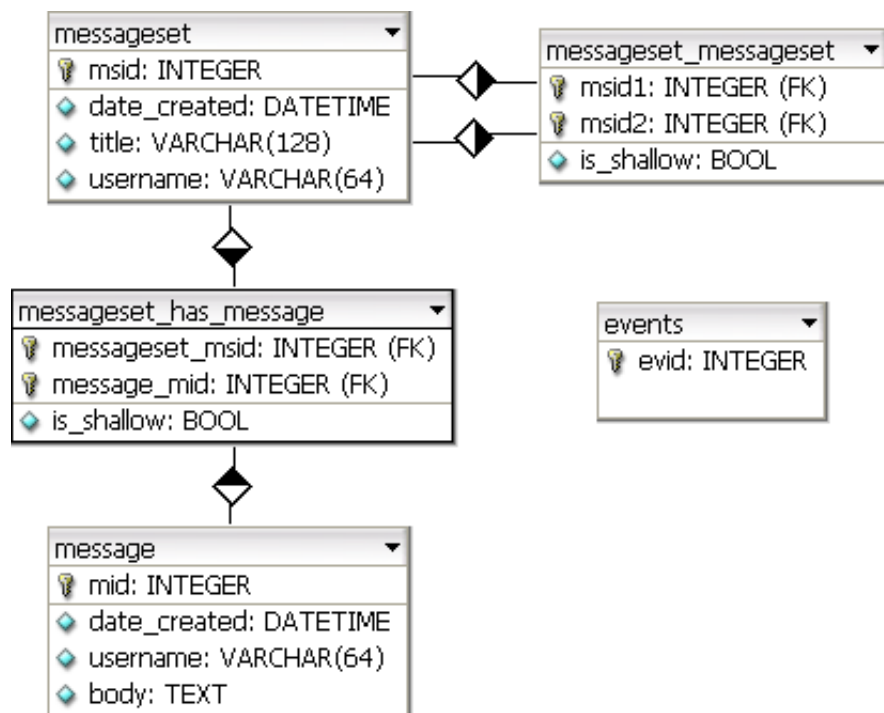 messageset
msid: INTEGER
date_created: DATETIME
title: VARCHAR(128)
username: VARCHAR(64)
messageset_messageset
msid1: INTEGER (FK)
msid2: INTEGER (FK)
is_shallow: BOOL
messageset_has_message
messageset_msid: INTEGER (FK)
message_mid: INTEGER (FK)
is_shallow: BOOL
events
evid: INTEGER
message
mid: INTEGER
date_created: DATETIME
username: VARCHAR(64)
body: TEXT